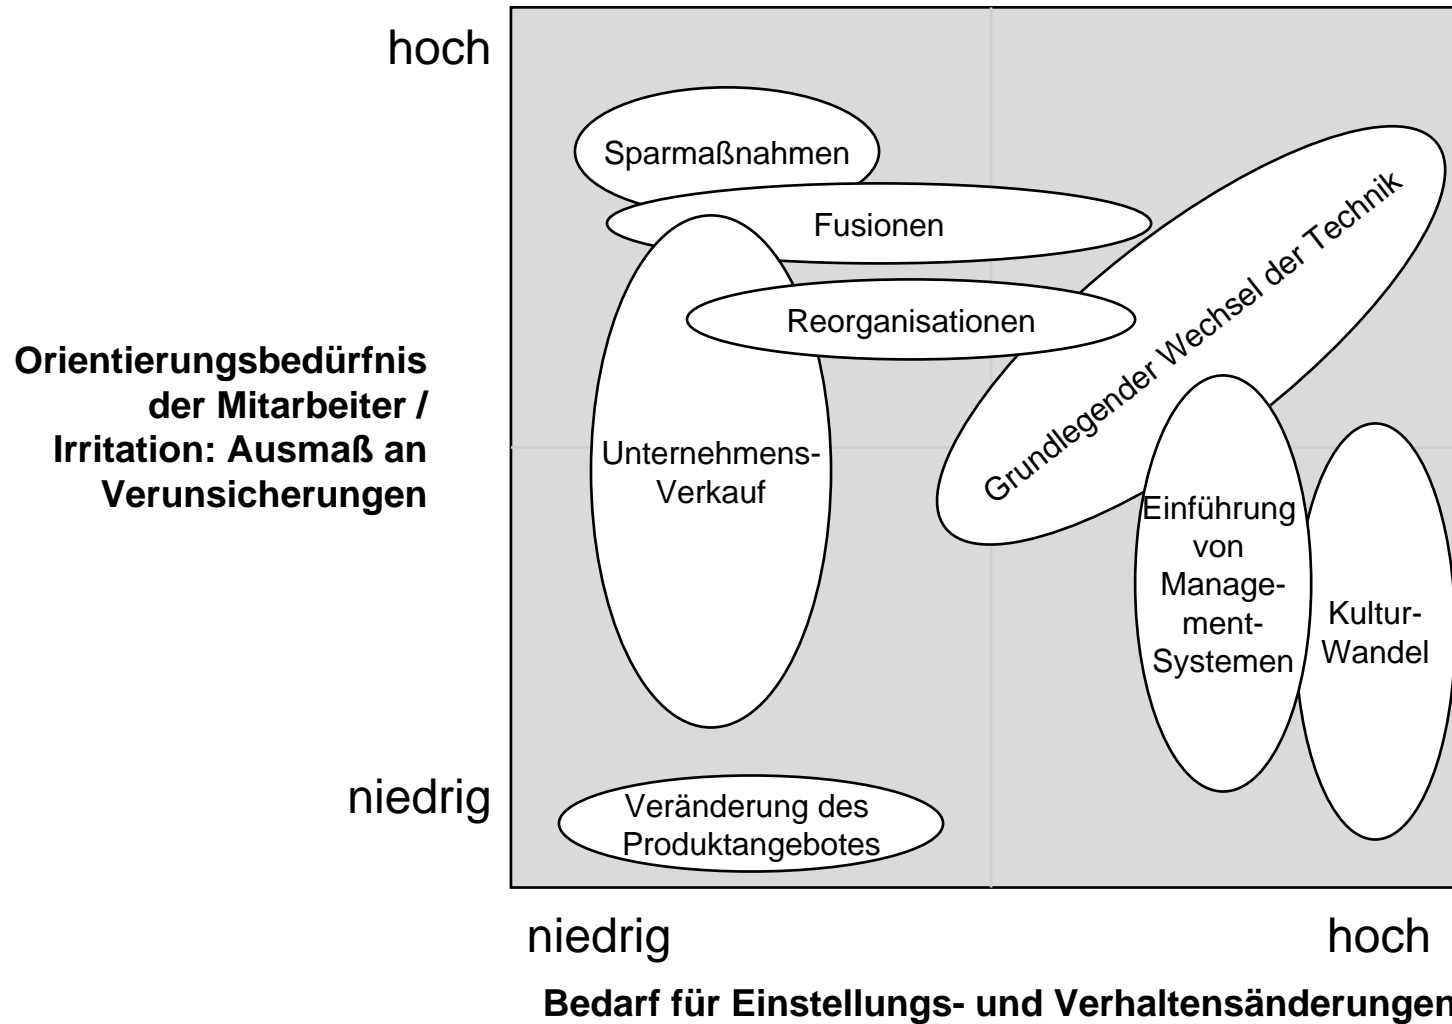 hoch
Sparmaßnahmen
Fusionen
Reorganisationen
Grundlegender Wechsel der Technik
Orientierungsbedürfnis
der Mitarbeiter /
Irritation: Ausmaß an
Verunsicherungen
Unternehmens-
Verkauf
Einführung
von
Manage-
ment-
Systemen
Kultur-
Wandel
niedrig
Veränderung des
Produktangebotes
niedrig
hoch
Bedarf für Einstellungs- und Verhaltensänderungen